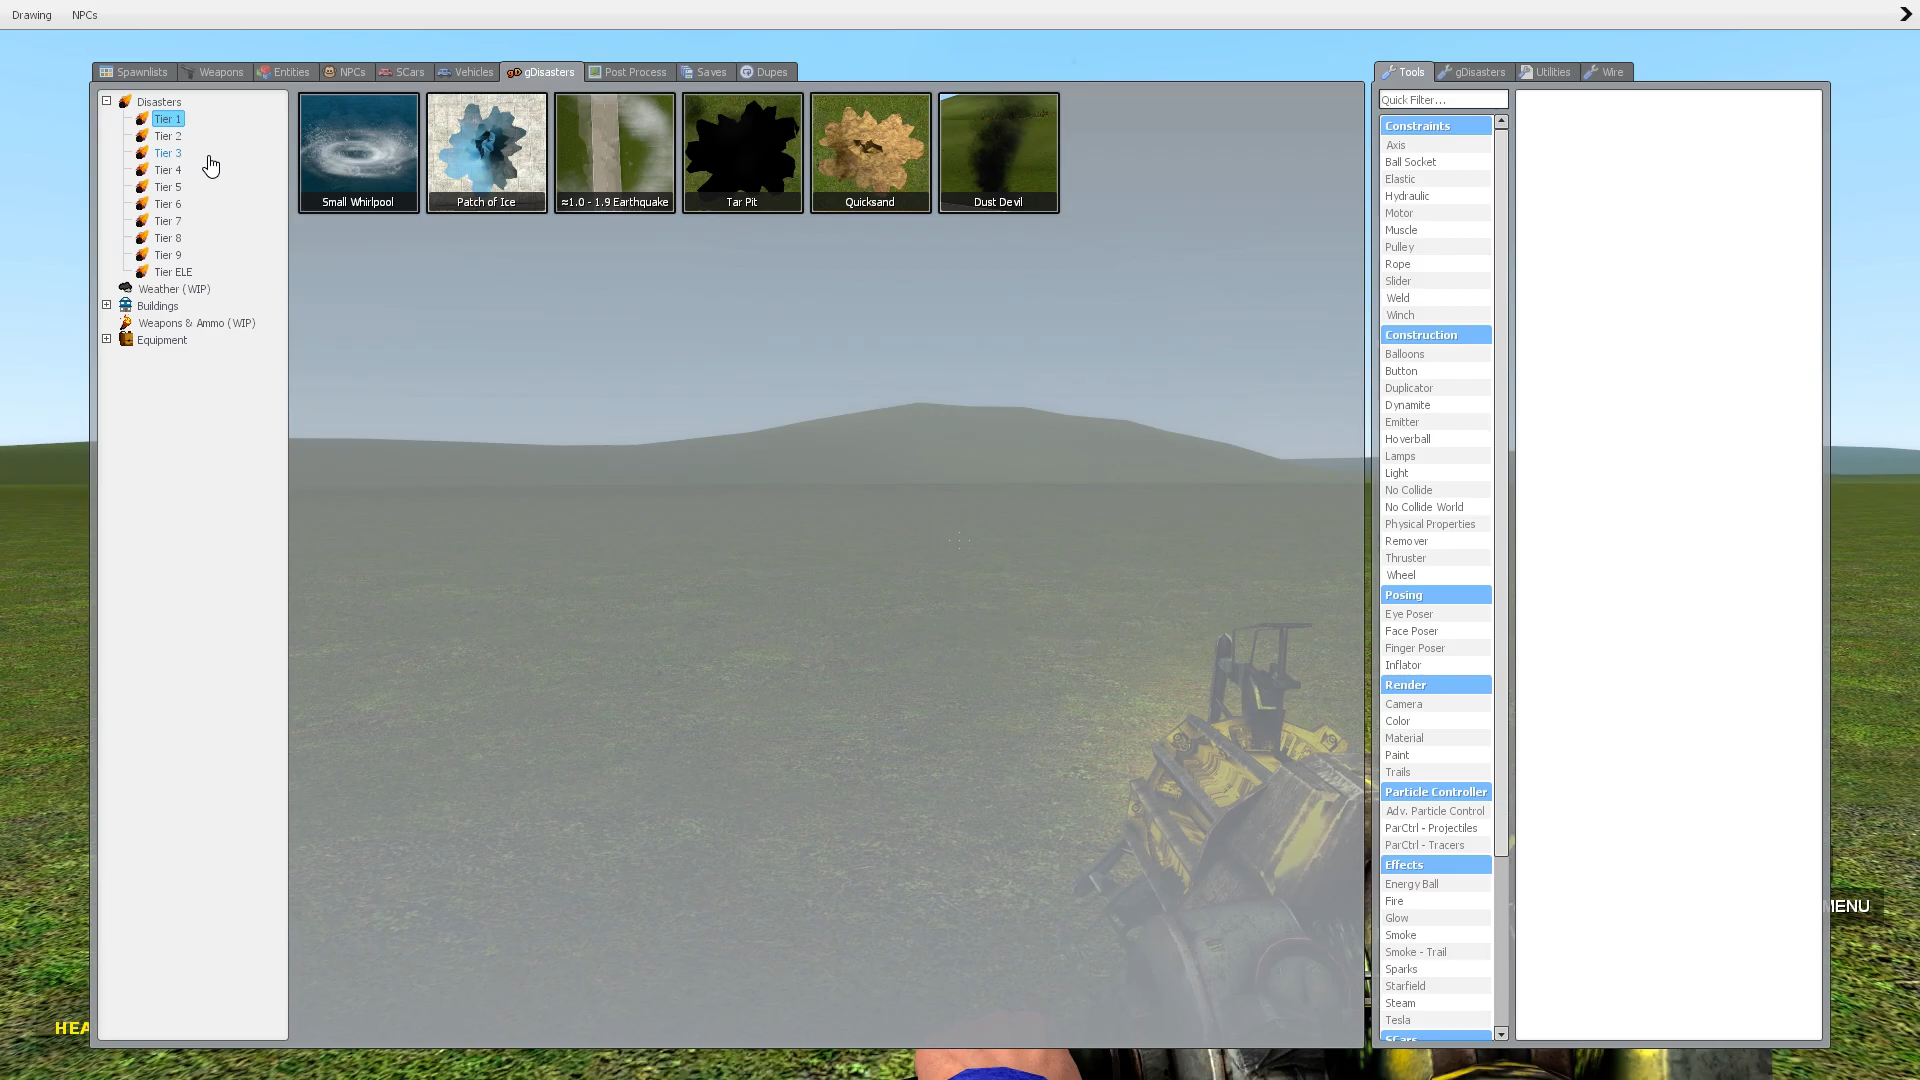 Drawing NPCs
Spawnlists Weapons Entities NPCs SCars Vehicles gDisasters Post Process Saves Dupes
Tools gDisasters Utilities Wire
Disasters
Tier 1
Tier 2
Tier 3
Tier 4
Tier 5
Tier 6
Tier 7
Tier 8
Tier 9
Tier ELE
Weather (WIP)
Buildings
Weapons & Ammo (WIP)
Equipment
Small Whirlpool
Patch of Ice
≈1.0 - 1.9 Earthquake
Tar Pit
Quicksand
Dust Devil
Quick Filter...
Constraints
Axis
Ball Socket
Elastic
Hydraulic
Motor
Muscle
Pulley
Rope
Slider
Weld
Winch
Construction
Balloons
Button
Duplicator
Dynamite
Emitter
Hoverball
Lamps
Light
No Collide
No Collide World
Physical Properties
Remover
Thruster
Wheel
Posing
Eye Poser
Face Poser
Finger Poser
Inflator
Render
Camera
Color
Material
Paint
Trails
Particle Controller
Adv. Particle Control
ParCtrl - Projectiles
ParCtrl - Tracers
Effects
Energy Ball
Fire
Glow
Smoke
Smoke - Trail
Sparks
Starfield
Steam
Tesla
SCars
MENU
HEA